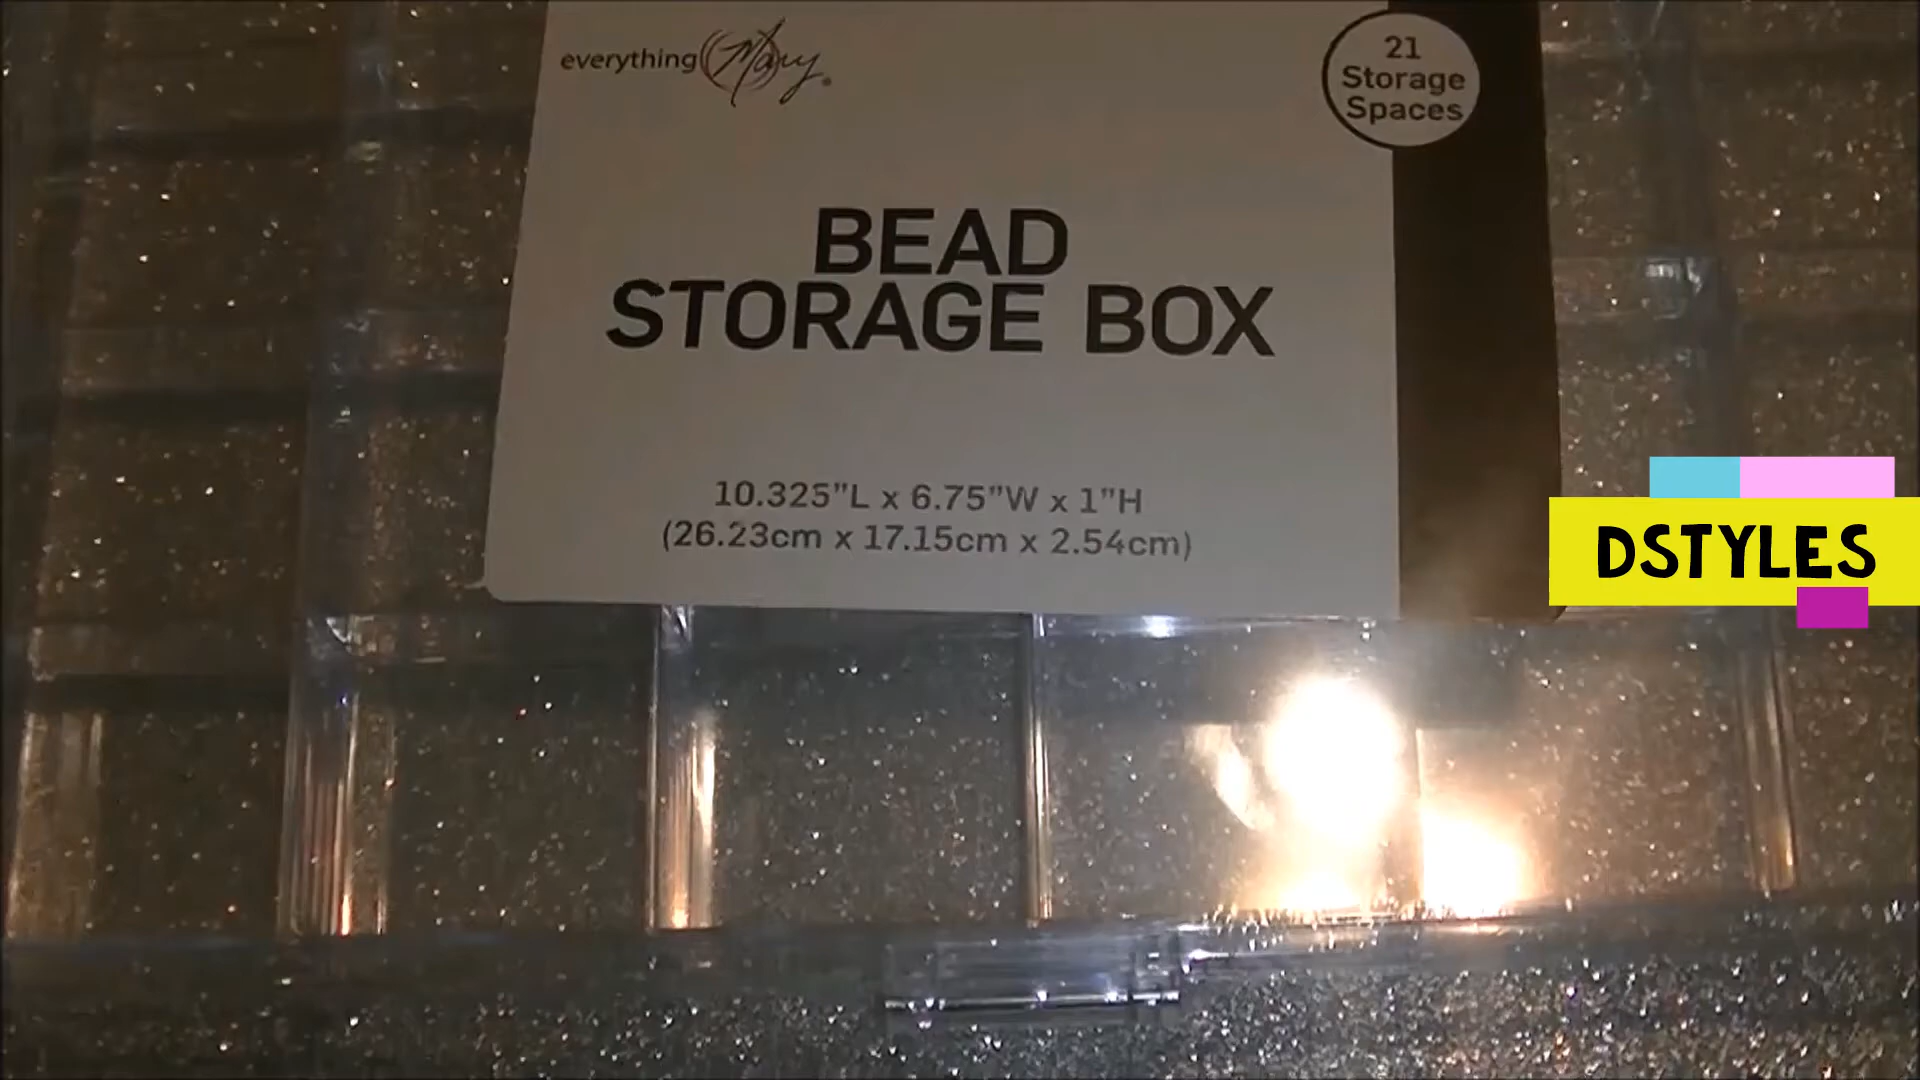 everything Mary®
21
Storage
Spaces
BEAD
STORAGE BOX
10.325”L x 6.75”W x 1”H
(26.23cm x 17.15cm x 2.54cm)
DSTYLES